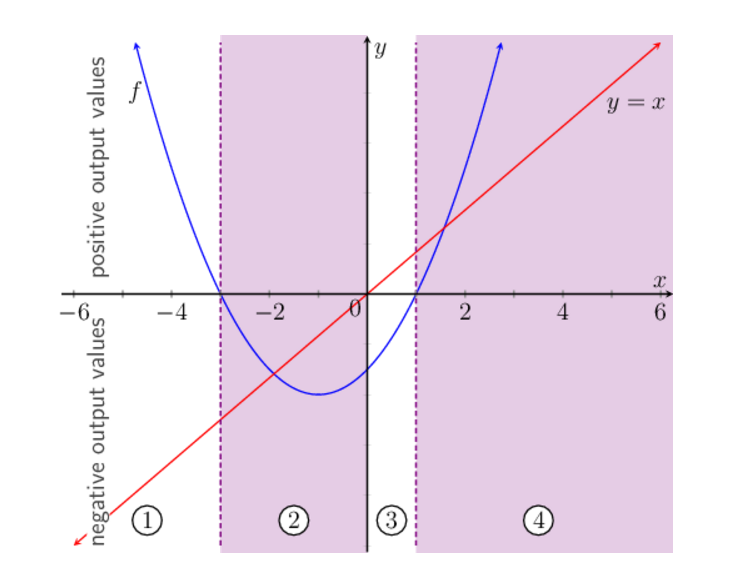 positive output values
negative output values
f
y
y = x
x
−6 −4 −2 0 2 4 6
1 2 3 4